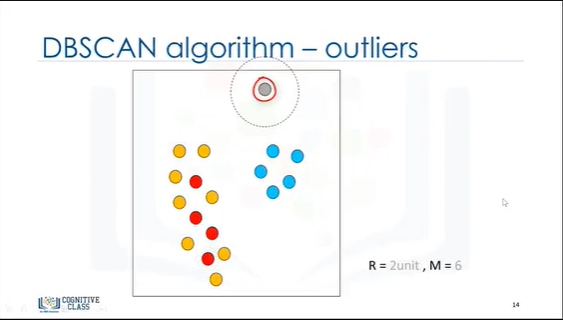 DBSCAN algorithm – outliers
R = 2unit , M = 6
COGNITIVE
CLASS
14